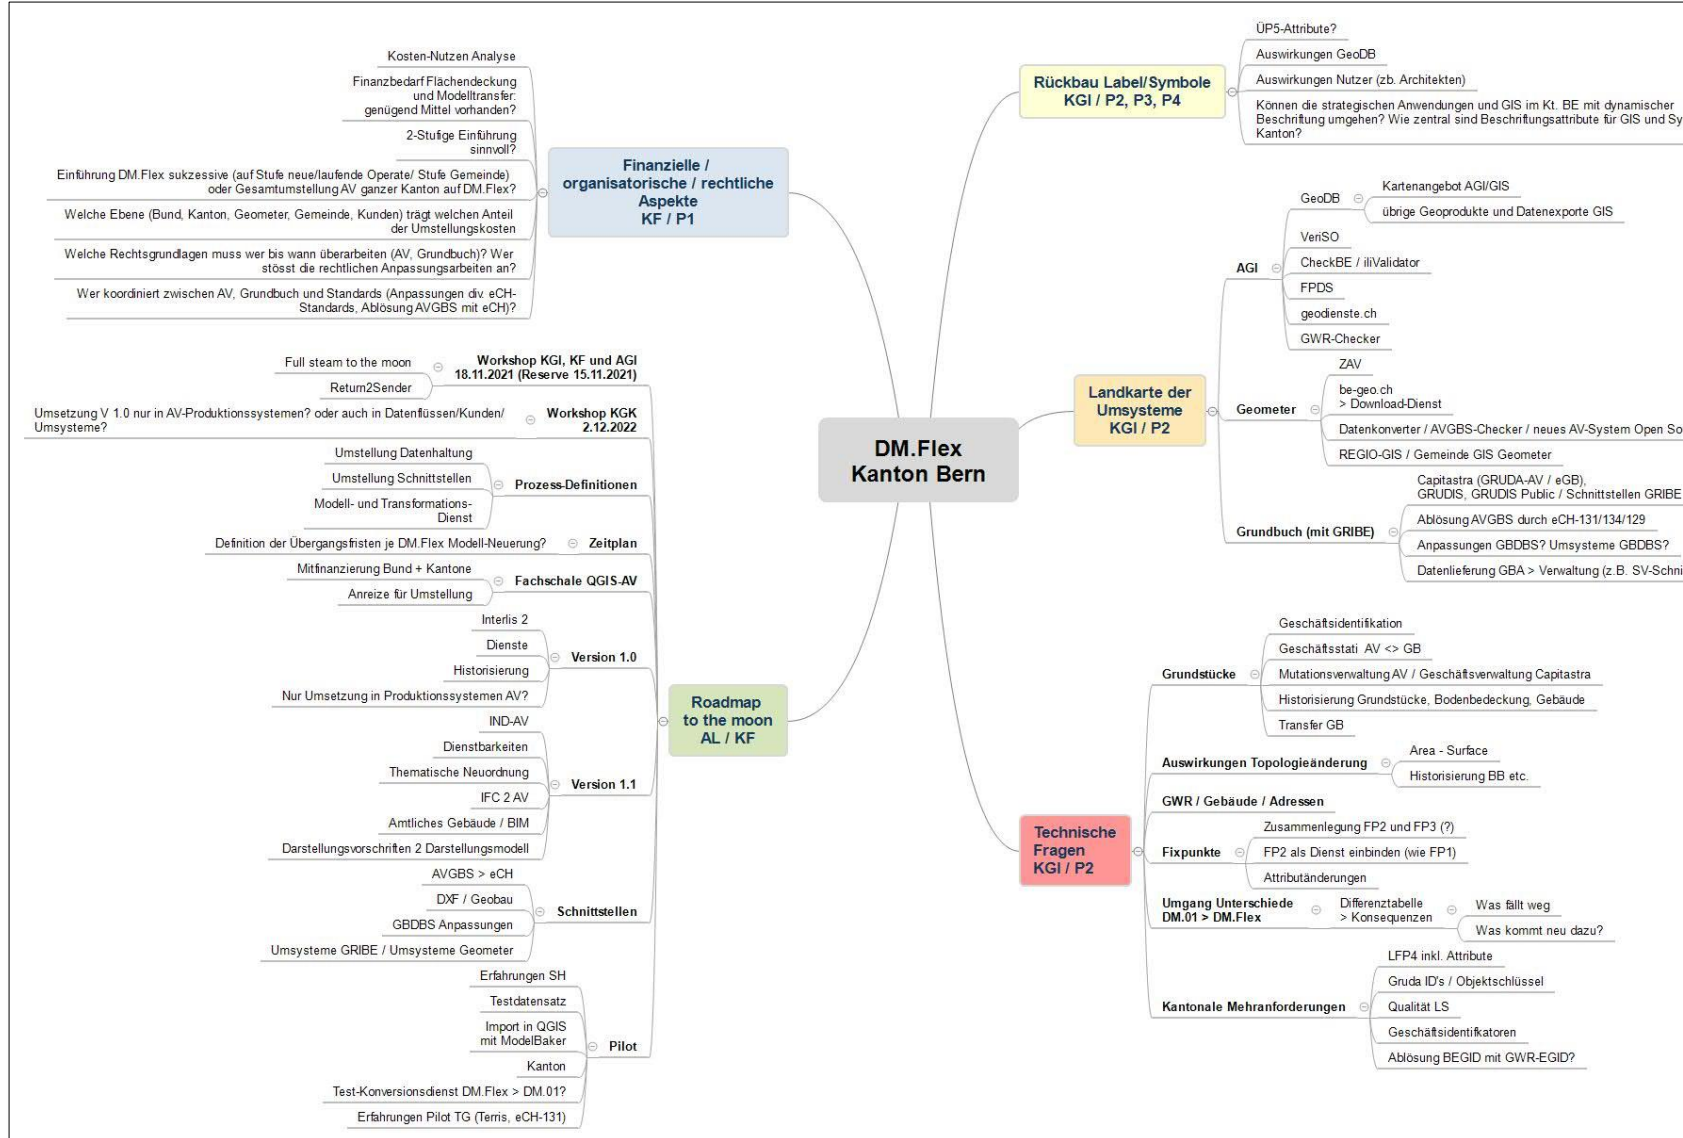 DM.Flex
Kanton Bern
Finanzielle /
organisatorische / rechtliche
Aspekte
KF / P1
Kosten-Nutzen Analyse
Finanzbedarf Flächendeckung
und Modelltransfer:
genügend Mittel vorhanden?
2-Stufige Einführung
sinnvoll?
Einführung DM.Flex sukzessive (auf Stufe neue/laufende Operate/ Stufe Gemeinde)
oder Gesamtumstellung AV ganzer Kanton auf DM.Flex?
Welche Ebene (Bund, Kanton, Geometer, Gemeinde, Kunden) trägt welchen Anteil
der Umstellungskosten
Welche Rechtsgrundlagen muss wer bis wann überarbeiten (AV, Grundbuch)? Wer
stösst die rechtlichen Anpassungsarbeiten an?
Wer koordiniert zwischen AV, Grundbuch und Standards (Anpassungen div. eCH-
Standards, Ablösung AVGBS mit eCH)?
Roadmap
to the moon
AL / KF
Workshop KGI, KF und AGI
18.11.2021 (Reserve 15.11.2021)
Full steam to the moon
Return2Sender
Workshop KGK
2.12.2022
Umsetzung V 1.0 nur in AV-Produktionssystemen? oder auch in Datenflüssen/Kunden/
Umsysteme?
Prozess-Definitionen
Umstellung Datenhaltung
Umstellung Schnittstellen
Modell- und Transformations-
Dienst
Zeitplan
Definition der Übergangsfristen je DM.Flex Modell-Neuerung?
Fachschale QGIS-AV
Mitfinanzierung Bund + Kantone
Anreize für Umstellung
Version 1.0
Interlis 2
Dienste
Historisierung
Nur Umsetzung in Produktionssystemen AV?
Version 1.1
IND-AV
Dienstbarkeiten
Thematische Neuordnung
IFC 2 AV
Amtliches Gebäude / BIM
Darstellungsvorschriften 2 Darstellungsmodell
Schnittstellen
AVGBS > eCH
DXF / Geobau
GBDBS Anpassungen
Umsysteme GRIBE / Umsysteme Geometer
Pilot
Erfahrungen SH
Testdatensatz
Import in QGIS
mit ModelBaker
Kanton
Test-Konversionsdienst DM.Flex > DM.01?
Erfahrungen Pilot TG (Terris, eCH-131)
Rückbau Label/Symbole
KGI / P2, P3, P4
ÜP5-Attribute?
Auswirkungen GeoDB
Auswirkungen Nutzer (zb. Architekten)
Können die strategischen Anwendungen und GIS im Kt. BE mit dynamischer
Beschriftung umgehen? Wie zentral sind Beschriftungsattribute für GIS und Sy
Kanton?
Landkarte der
Umsysteme
KGI / P2
AGI
GeoDB
Kartenangebot AGI/GIS
übrige Geoprodukte und Datenexporte GIS
VeriSO
CheckBE / iliValidator
FPDS
geodienste.ch
GWR-Checker
Geometer
ZAV
be-geo.ch
> Download-Dienst
Datenkonverter / AVGBS-Checker / neues AV-System Open So
REGIO-GIS / Gemeinde GIS Geometer
Grundbuch (mit GRIBE)
Capitastra (GRUDA-AV / eGB),
GRUDIS, GRUDIS Public / Schnittstellen GRIBE
Ablösung AVGBS durch eCH-131/134/129
Anpassungen GBDBS? Umsysteme GBDBS?
Datenlieferung GBA > Verwaltung (z.B. SV-Schni
Technische
Fragen
KGI / P2
Grundstücke
Geschäftsidentifikation
Geschäftsstati AV <> GB
Mutationsverwaltung AV / Geschäftsverwaltung Capitastra
Historisierung Grundstücke, Bodenbedeckung, Gebäude
Transfer GB
Auswirkungen Topologieänderung
Area - Surface
Historisierung BB etc.
GWR / Gebäude / Adressen
Fixpunkte
Zusammenlegung FP2 und FP3 (?)
FP2 als Dienst einbinden (wie FP1)
Attributänderungen
Umgang Unterschiede
DM.01 > DM.Flex
Differenztabelle
> Konsequenzen
Was fällt weg
Was kommt neu dazu?
Kantonale Mehranforderungen
LFP4 inkl. Attribute
Gruda ID's / Objektschlüssel
Qualität LS
Geschäftsidentifkatoren
Ablösung BEGID mit GWR-EGID?